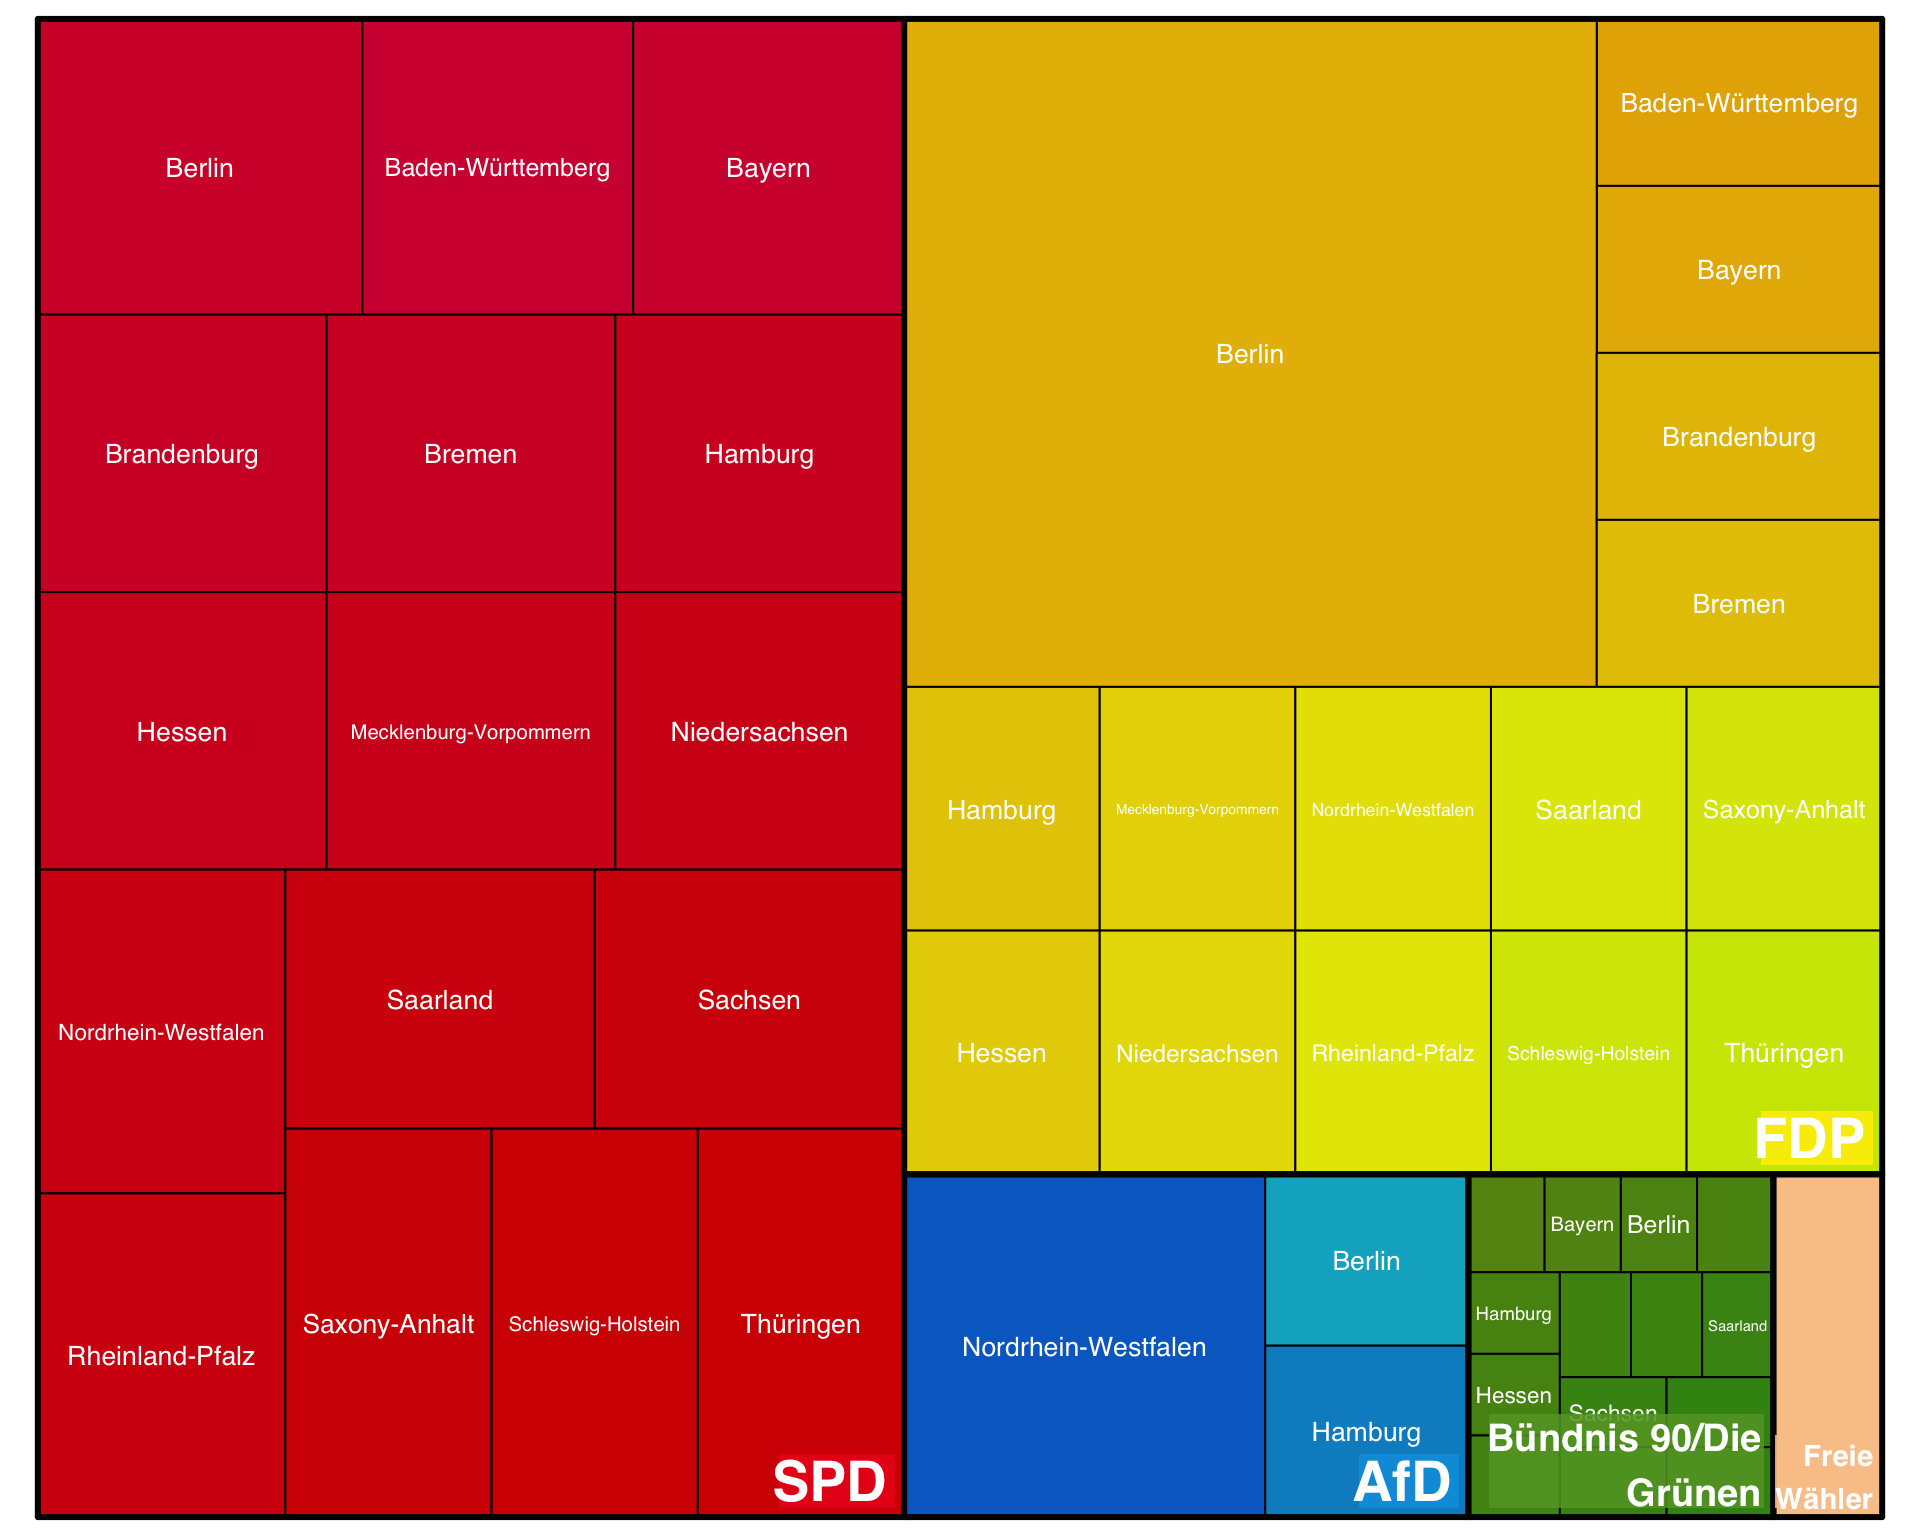 Berlin
Baden-Württemberg
Bayern
Brandenburg
Bremen
Hamburg
Hessen
Mecklenburg-Vorpommern
Niedersachsen
Nordrhein-Westfalen
Saarland
Sachsen
Rheinland-Pfalz
Saxony-Anhalt
Schleswig-Holstein
Thüringen
SPD
Berlin
Baden-Württemberg
Bayern
Brandenburg
Bremen
Hamburg
Mecklenburg-Vorpommern
Nordrhein-Westfalen
Saarland
Saxony-Anhalt
Hessen
Niedersachsen
Rheinland-Pfalz
Schleswig-Holstein
Thüringen
FDP
Nordrhein-Westfalen
Berlin
Hamburg
AfD
Bayern
Berlin
Hamburg
Saarland
Hessen
Sachsen
Bündnis 90/Die
Grünen
Freie
Wähler